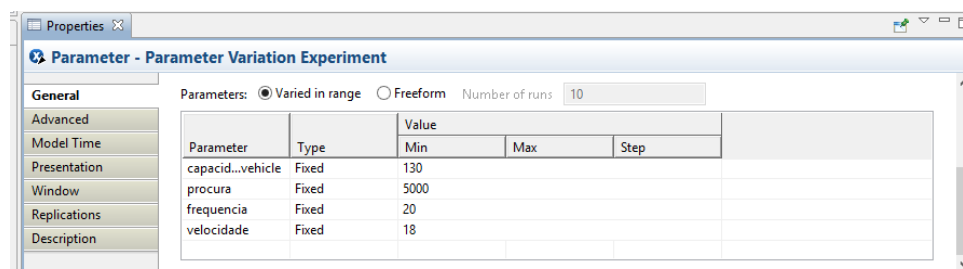 Properties
Parameter - Parameter Variation Experiment
General
Advanced
Model Time
Presentation
Window
Replications
Description
Parameters: Varied in range Freeform Number of runs 10
Value
Parameter Type Min Max Step
capacid...vehicle Fixed 130
procura Fixed 5000
frequencia Fixed 20
velocidade Fixed 18